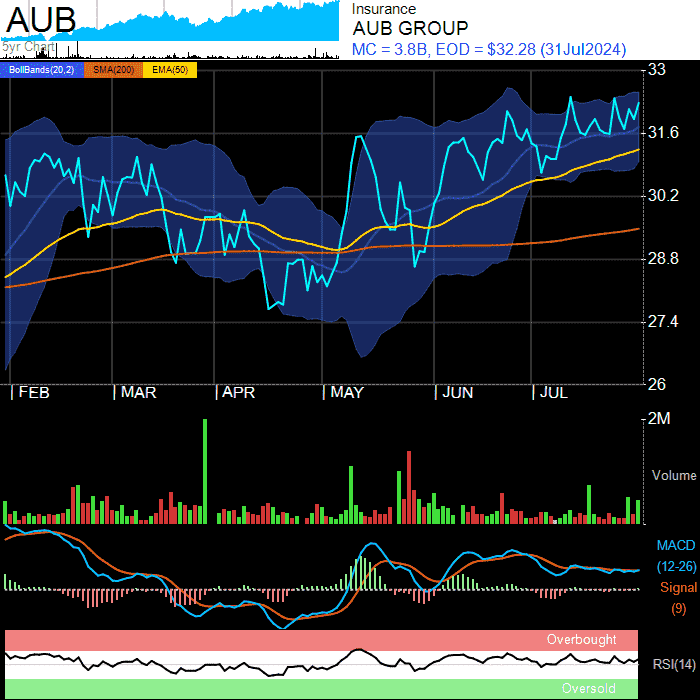 AUB
5yr Chart
Insurance
AUB GROUP
MC = 3.8B, EOD = $32.28 (31Jul2024)
BollBands(20,2) SMA(200) EMA(50)
33
31.6
30.2
28.8
27.4
26
FEB MAR APR MAY JUN JUL
2M
Volume
MACD
(12-26)
Signal
(9)
Overbought
RSI(14)
Oversold